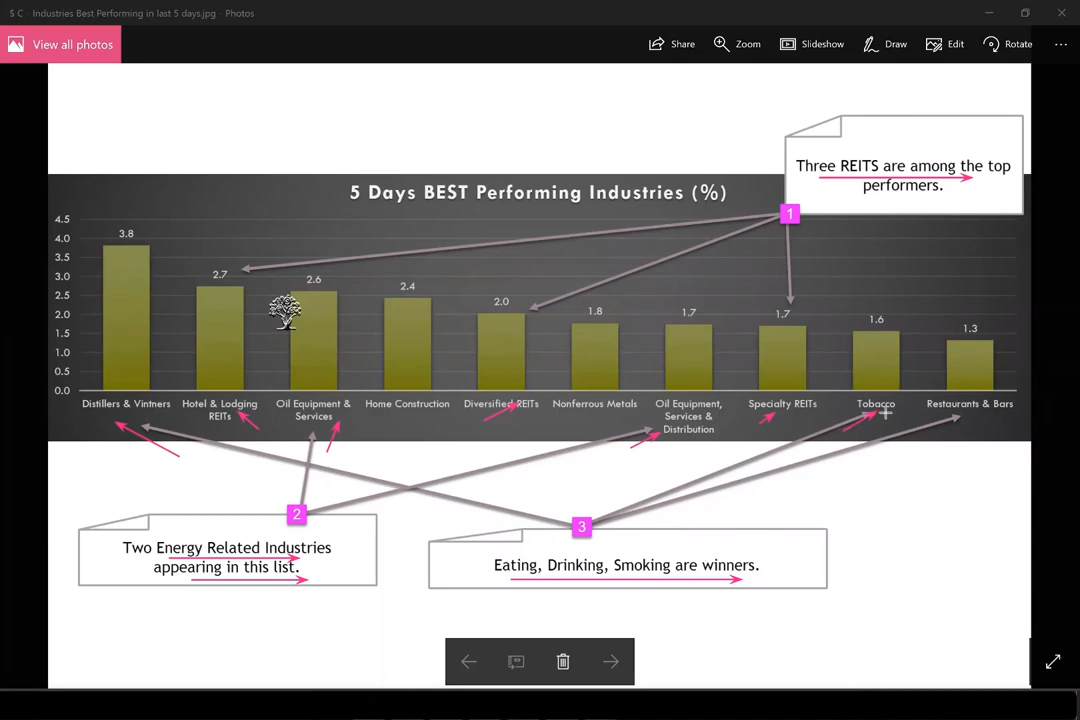 $ C - Industries Best Performing in last 5 days.jpg - Photos
View all photos
Share
Zoom
Slideshow
Draw
Edit
Rotate
Three REITS are among the top
performers.
1
5 Days BEST Performing Industries (%)
4.5
4.0
3.5
3.0
2.5
2.0
1.5
1.0
0.5
0.0
3.8
2.7
2.6
2.4
2.0
1.8
1.7
1.7
1.6
1.3
Distillers & Vintners
Hotel & Lodging
REITs
Oil Equipment &
Services
Home Construction
Diversified REITs
Nonferrous Metals
Oil Equipment,
Services &
Distribution
Specialty REITs
Tobacco
Restaurants & Bars
2
Two Energy Related Industries
appearing in this list.
3
Eating, Drinking, Smoking are winners.